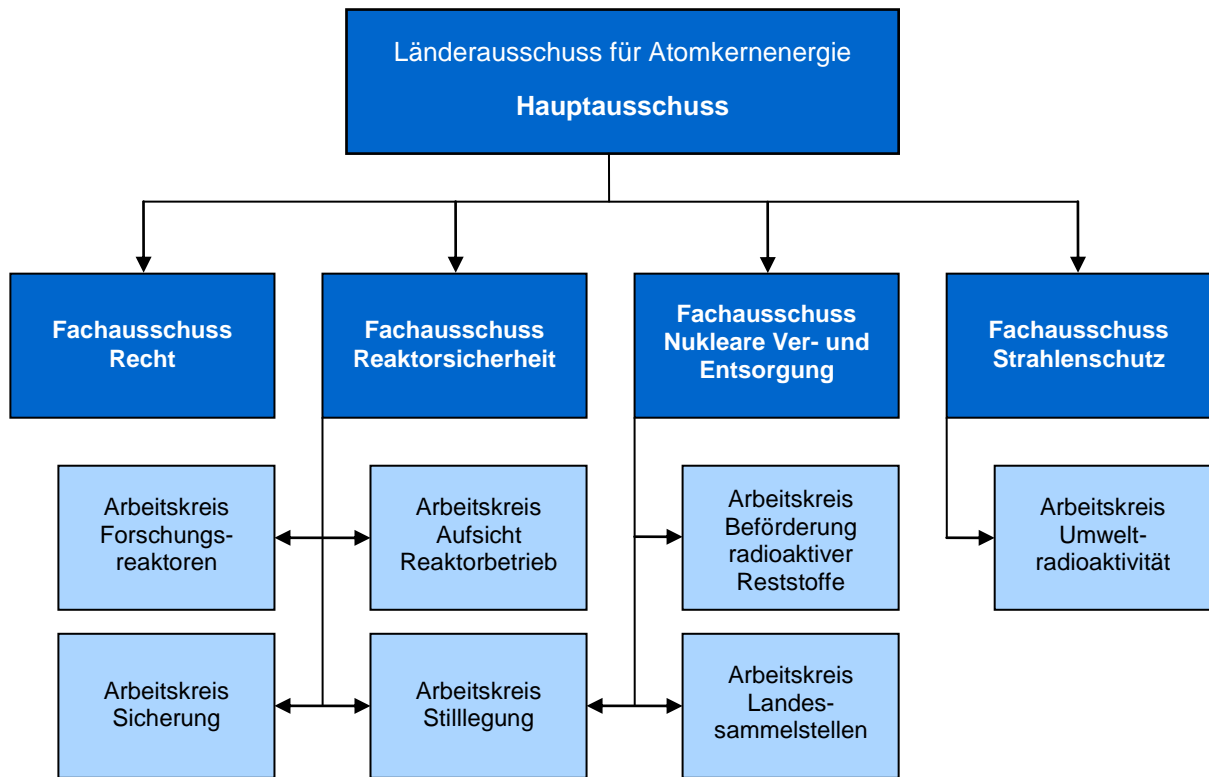 Länderausschuss für Atomkernenergie
Hauptausschuss
Fachausschuss
Recht
Fachausschuss
Reaktorsicherheit
Fachausschuss
Nukleare Ver- und
Entsorgung
Fachausschuss
Strahlenschutz
Arbeitskreis
Forschungs-
reaktoren
Arbeitskreis
Aufsicht
Reaktorbetrieb
Arbeitskreis
Beförderung
radioaktiver
Reststoffe
Arbeitskreis
Umwelt-
radioaktivität
Arbeitskreis
Sicherung
Arbeitskreis
Stilllegung
Arbeitskreis
Landes-
sammelstellen